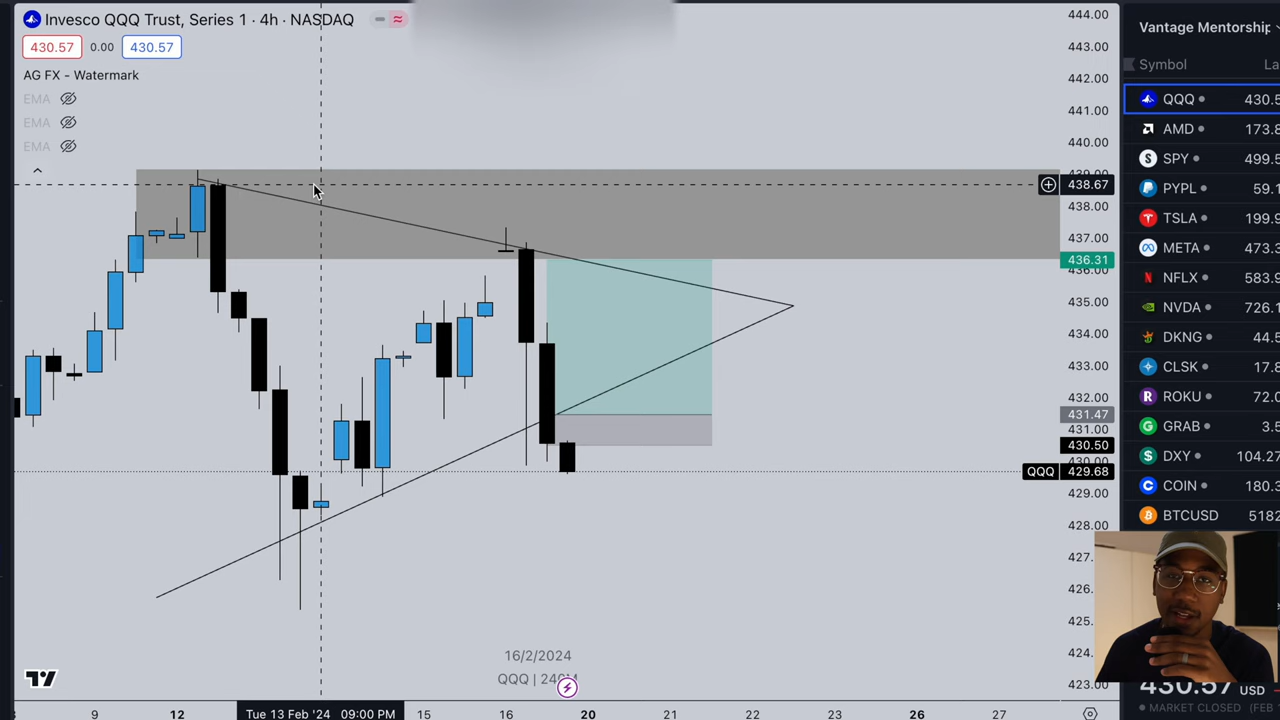 Invesco QQQ Trust, Series 1 · 4h · NASDAQ
430.57 0.00 430.57
AG FX - Watermark
EMA
EMA
EMA
444.00
443.00
442.00
441.00
440.00
438.67
438.00
437.00
436.31
436.00
435.00
434.00
433.00
432.00
431.47
431.00
430.50
QQQ 429.68
429.00
428.00
427.
426.
425.
424.
423.
16/2/2024
QQQ | 240M
9 12 Tue 13 Feb '24 09:00 PM 15 16 20 21 22 23 26 27
Vantage Mentorship
Symbol La
QQQ 430.5
AMD 173.8
SPY 499.5
PYPL 59.1
TSLA 199.9
META 473.3
NFLX 583.9
NVDA 726.1
DKNG 44.5
CLSK 17.8
ROKU 72.0
GRAB 3.5
DXY 104.27
COIN 180.3
BTCUSD 5182
430.57 USD
MARKET CLOSED (FEB